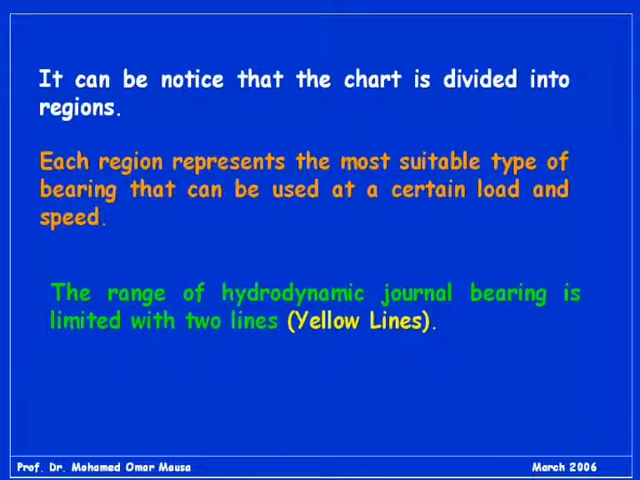 It can be notice that the chart is divided into
regions.
Each region represents the most suitable type of
bearing that can be used at a certain load and
speed.
The range of hydrodynamic journal bearing is
limited with two lines (Yellow Lines).
Prof. Dr. Mohamed Omar Mousa
March 2006